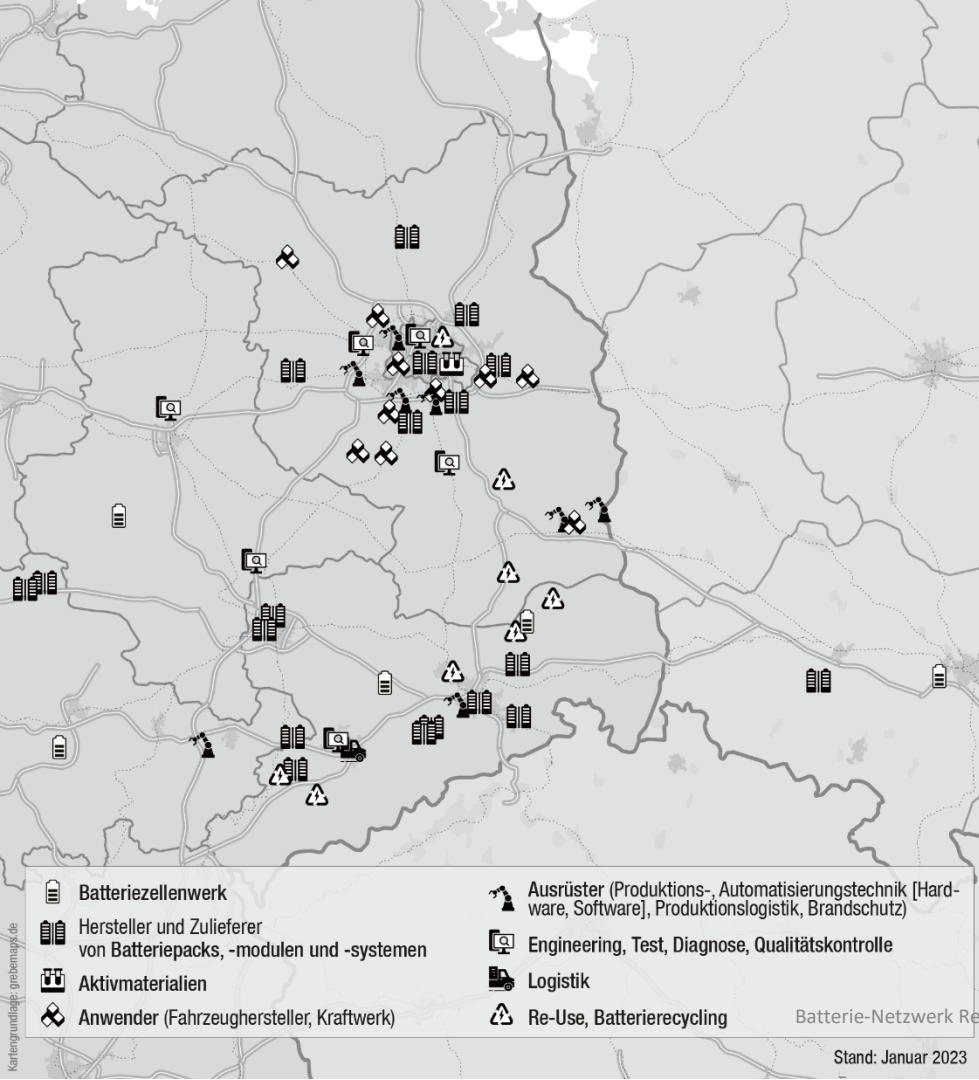 Batteriezellenwerk
Hersteller und Zulieferer
von Batteriepacks, -modulen und -systemen
Aktivmaterialien
Anwender (Fahrzeughersteller, Kraftwerk)
Ausrüster (Produktions-, Automatisierungstechnik [Hard-
ware, Software], Produktionslogistik, Brandschutz)
Engineering, Test, Diagnose, Qualitätskontrolle
Logistik
Re-Use, Batterierecycling
Batterie-Netzwerk Re
Stand: Januar 2023
Kartengrundlage: grebemaps.de